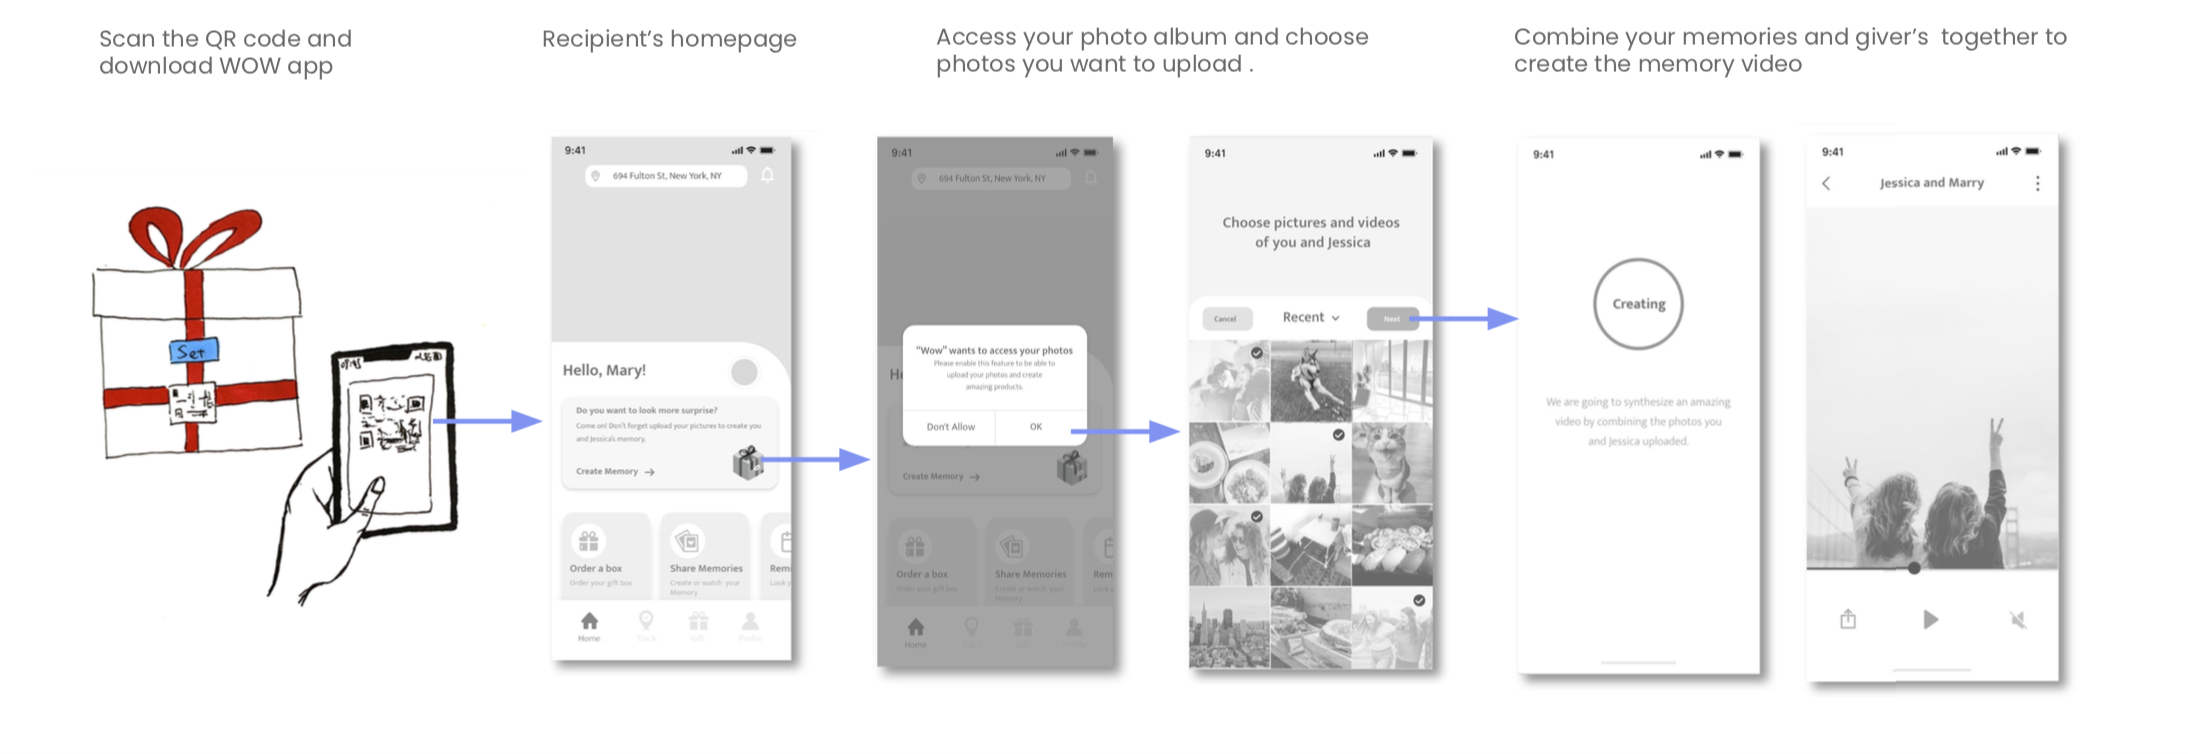 Scan the QR code and
download WOW app
Recipient's homepage
Access your photo album and choose
photos you want to upload .
Combine your memories and giver's together to
create the memory video
Set
9:41
694 Fulton St, New York, NY
Hello, Mary!
Do you want to look more surprise?
Come on! Don't forget upload your pictures to create you
and Jessica's memory.
Create Memory →
Order a box
Order your gift box
Share Memories
Create or watch your
Memory
Rem
Look y
Home
Track
Gift
Profile
9:41
694 Fulton St, New York, NY
He
"Wow" wants to access your photos
Please enable this feature to be able to
upload your photos and create
amazing products.
Don't Allow
OK
Create Memory →
Order a box
Order your gift box
Share Memories
Create or watch your
Memory
Rem
Look y
Home
9:41
Choose pictures and videos
of you and Jessica
Cancel
Recent
Next
9:41
Creating
We are going to synthesize an amazing
video by combining the photos you
and Jessica uploaded.
9:41
Jessica and Marry